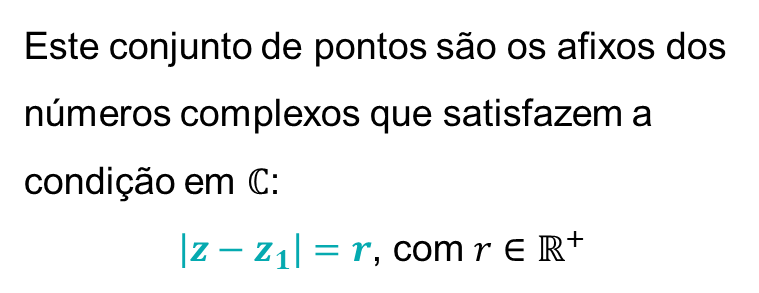 Este conjunto de pontos são os afixos dos
números complexos que satisfazem a
condição em ℂ:
|z − z₁| = r, com r ∈ ℝ⁺